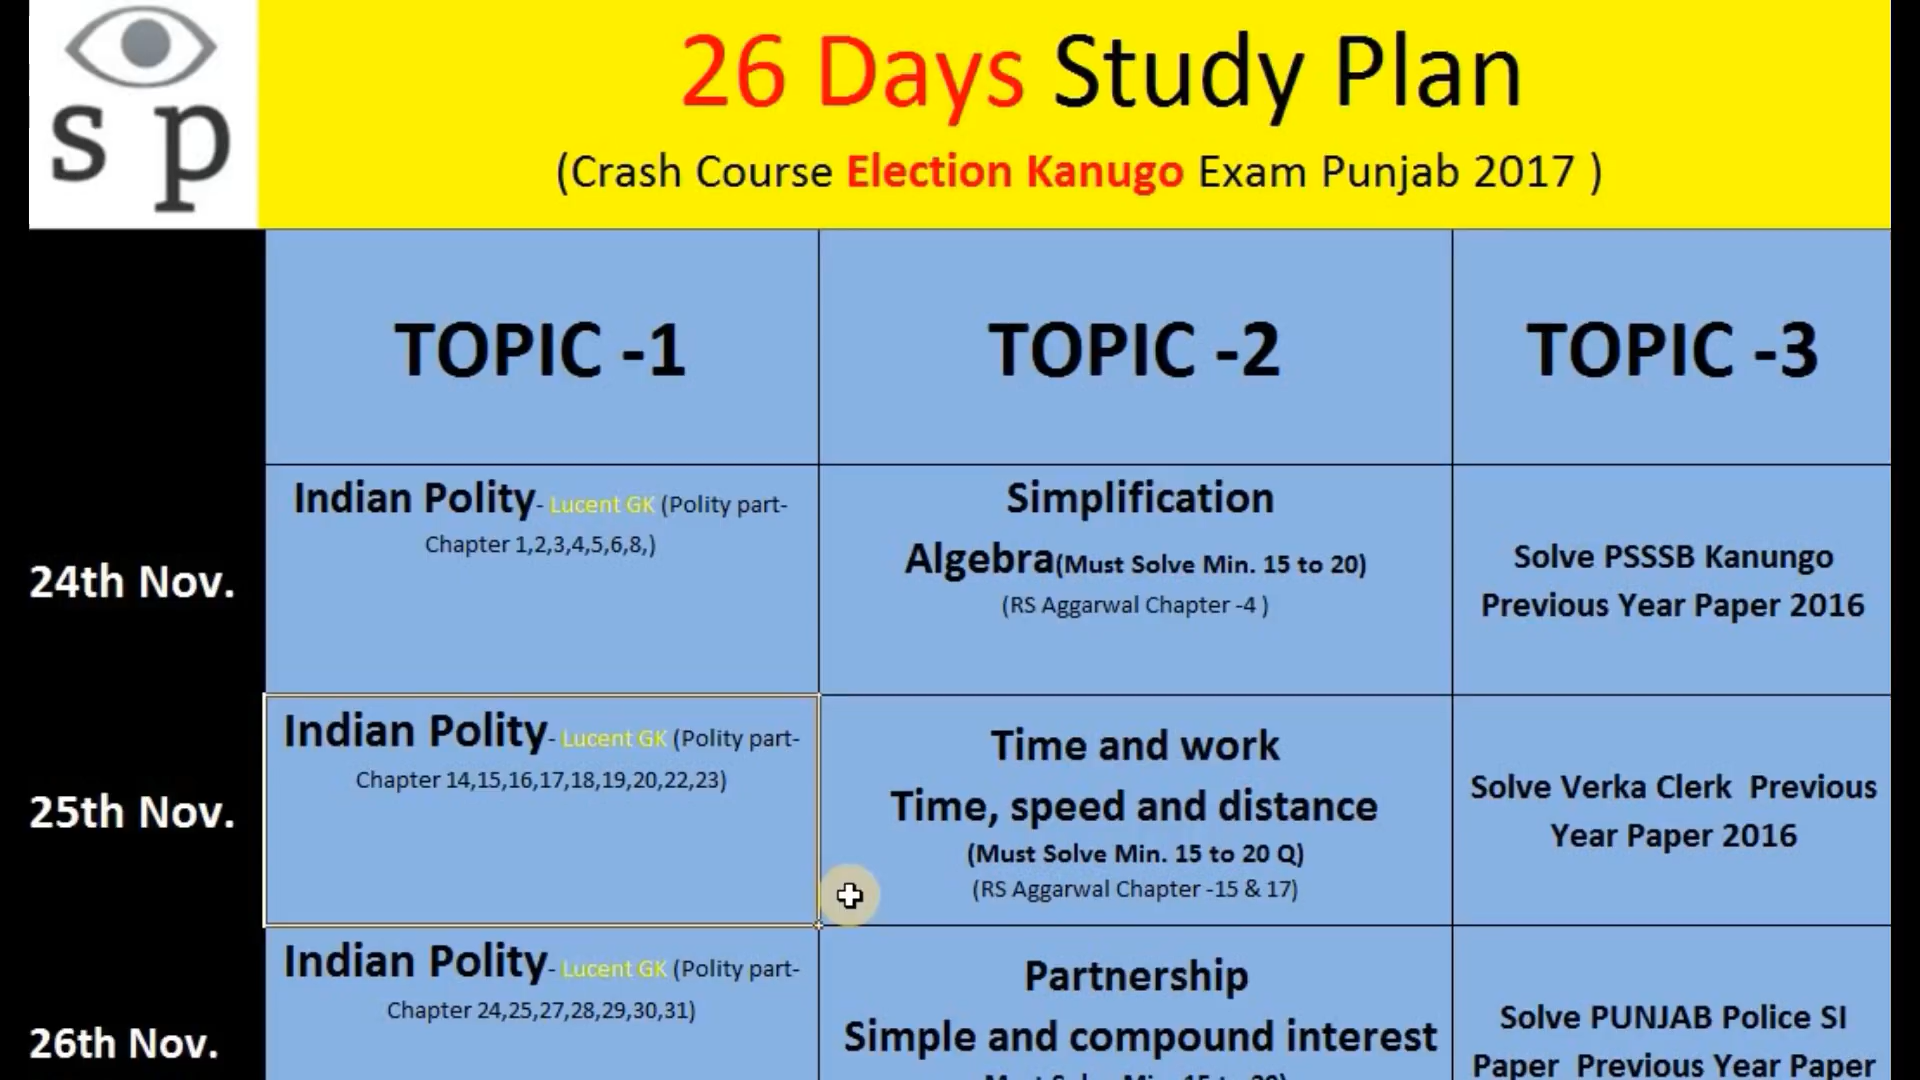 s p
26 Days Study Plan
(Crash Course Election Kanugo Exam Punjab 2017 )
TOPIC -1
TOPIC -2
TOPIC -3
24th Nov.
Indian Polity- Lucent GK (Polity part-
Chapter 1,2,3,4,5,6,8,)
Simplification
Algebra(Must Solve Min. 15 to 20)
(RS Aggarwal Chapter -4 )
Solve PSSSB Kanungo
Previous Year Paper 2016
25th Nov.
Indian Polity- Lucent GK (Polity part-
Chapter 14,15,16,17,18,19,20,22,23)
Time and work
Time, speed and distance
(Must Solve Min. 15 to 20 Q)
(RS Aggarwal Chapter -15 & 17)
Solve Verka Clerk  Previous
Year Paper 2016
26th Nov.
Indian Polity- Lucent GK (Polity part-
Chapter 24,25,27,28,29,30,31)
Partnership
Simple and compound interest
Solve PUNJAB Police SI
Paper  Previous Year Paper